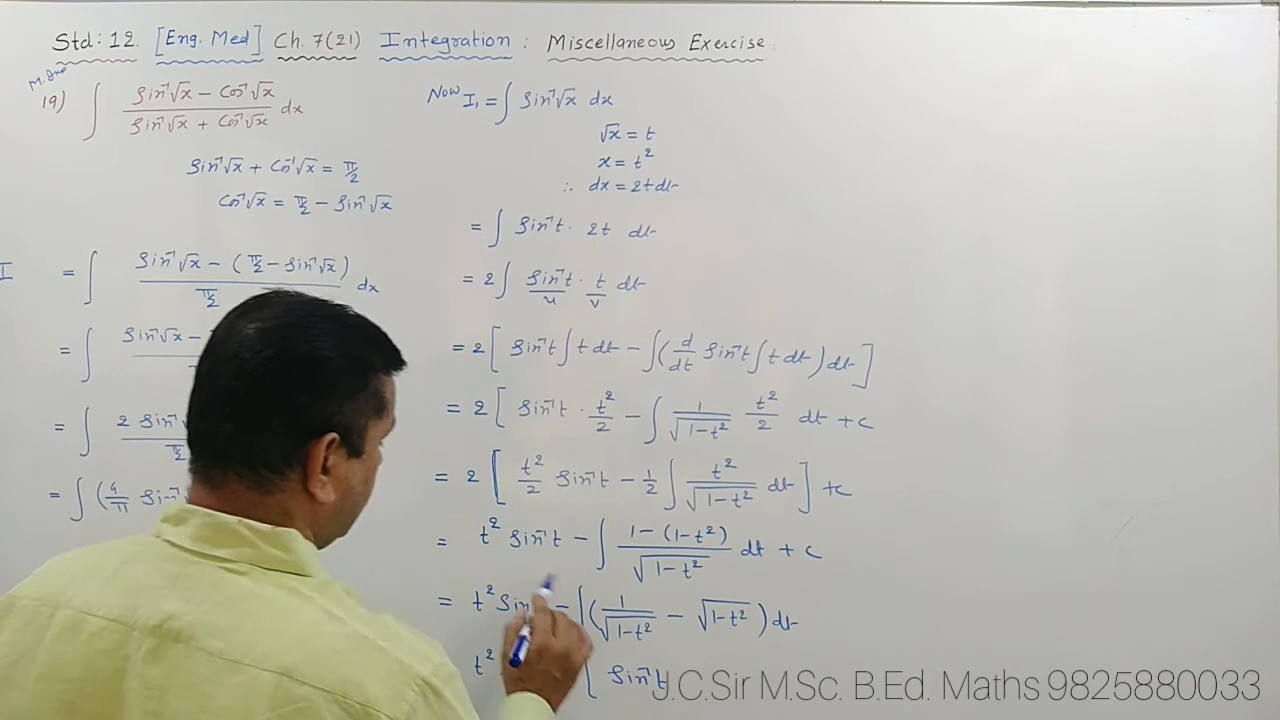 Std: 12. [Eng. Med] Ch. 7(21) Integration : Miscellaneous Exercise
M.Imp
19) ∫ (Sin⁻¹√x − Cos⁻¹√x)/(Sin⁻¹√x + Cos⁻¹√x) dx
Sin⁻¹√x + Cos⁻¹√x = π/2
Cos⁻¹√x = π/2 − Sin⁻¹√x
I = ∫ (Sin⁻¹√x − (π/2 − Sin⁻¹√x))/(π/2) dx
= ∫ Sin⁻¹√x −
= ∫ 2 Sin⁻¹
= ∫ (4/π Sin⁻¹
Now I₁ = ∫ Sin⁻¹√x dx
√x = t
x = t²
∴ dx = 2t dt
= ∫ Sin⁻¹t · 2t dt
= 2 ∫ Sin⁻¹t · t dt
u v
= 2 [ Sin⁻¹t ∫ t dt − ∫ (d/dt Sin⁻¹t ∫ t dt) dt ]
= 2 [ Sin⁻¹t · t²/2 − ∫ 1/√(1−t²) t²/2 dt + c
= 2 [ t²/2 Sin⁻¹t − 1/2 ∫ t²/√(1−t²) dt ] + c
= t² Sin⁻¹t − ∫ (1 − (1−t²))/√(1−t²) dt + c
= t² Sin − ∫ (1/√(1−t²) − √(1−t²)) dt
t² [ Sin⁻¹t
J.C.Sir M.Sc. B.Ed. Maths 9825880033